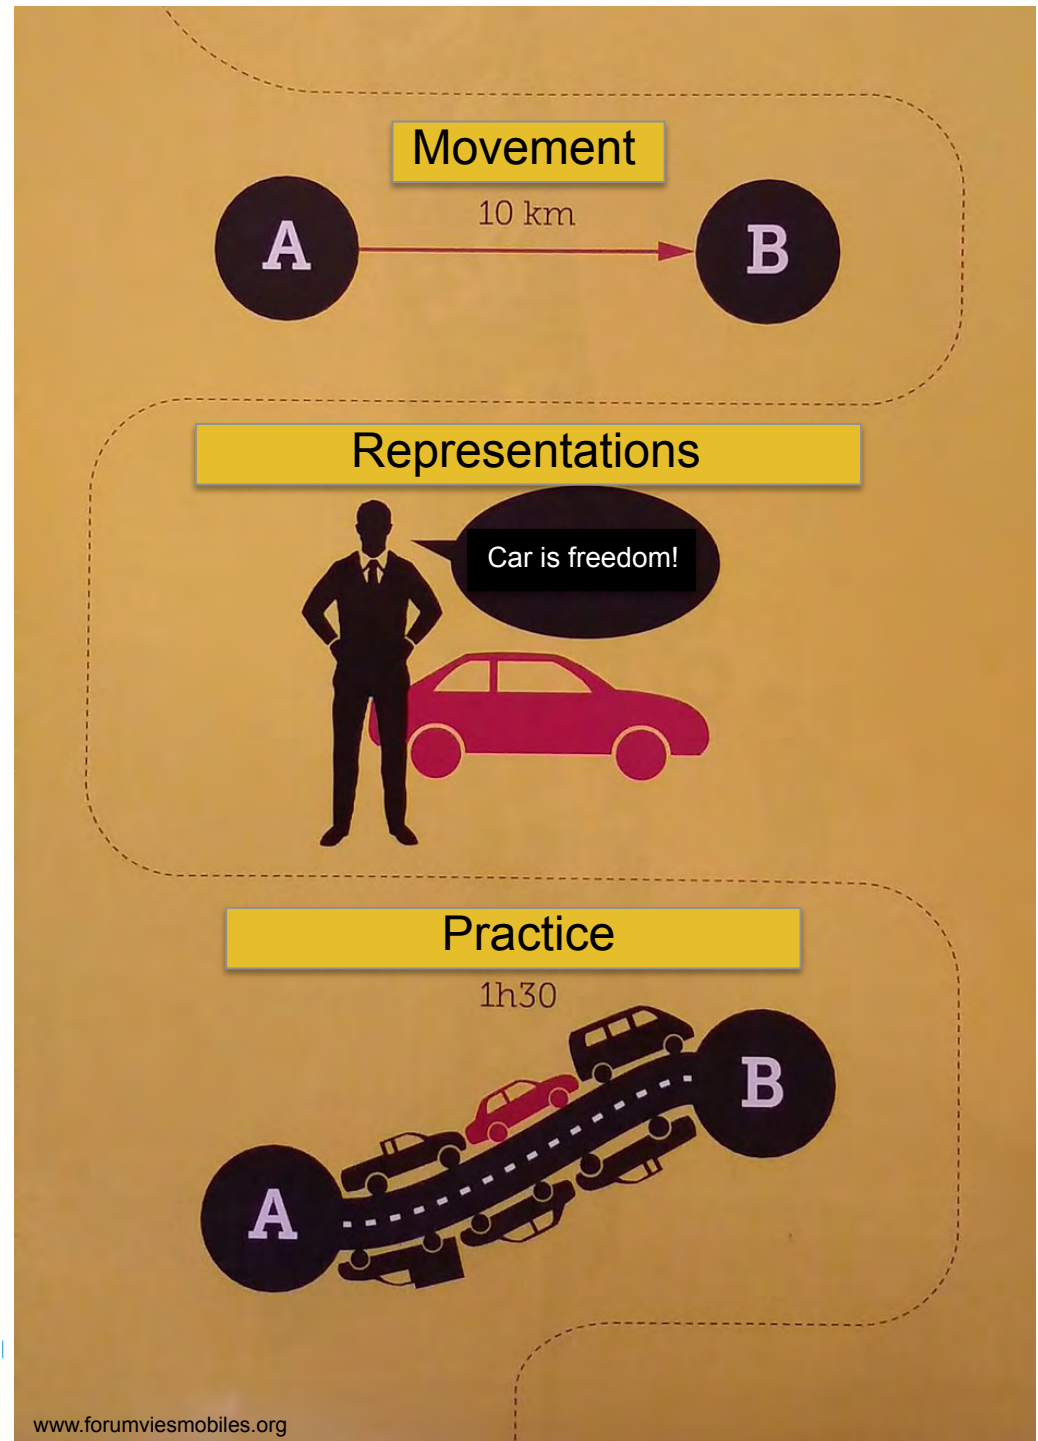 Movement
10 km
A
B
Representations
Car is freedom!
Practice
1h30
B
A
www.forumviesmobiles.org